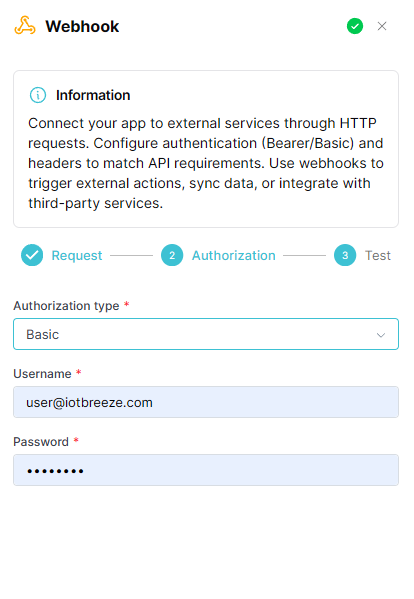 Webhook
Information
Connect your app to external services through HTTP
requests. Configure authentication (Bearer/Basic) and
headers to match API requirements. Use webhooks to
trigger external actions, sync data, or integrate with
third-party services.
Request 2 Authorization 3 Test
Authorization type *
Basic
Username *
user@iotbreeze.com
Password *
••••••••